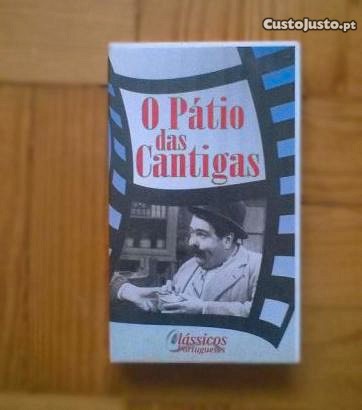 CustoJusto.pt
O Pátio
das
Cantigas
Clássicos
Portugueses